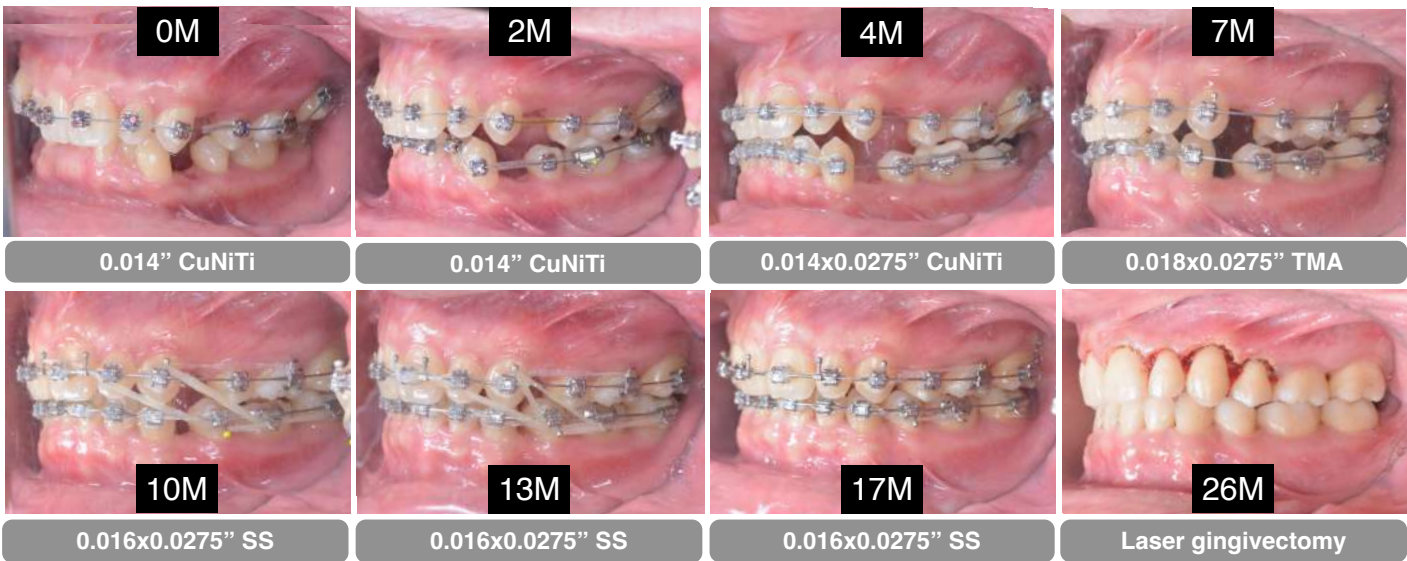 0M
2M
4M
7M
0.014” CuNiTi
0.014” CuNiTi
0.014x0.0275” CuNiTi
0.018x0.0275” TMA
10M
13M
17M
26M
0.016x0.0275” SS
0.016x0.0275” SS
0.016x0.0275” SS
Laser gingivectomy